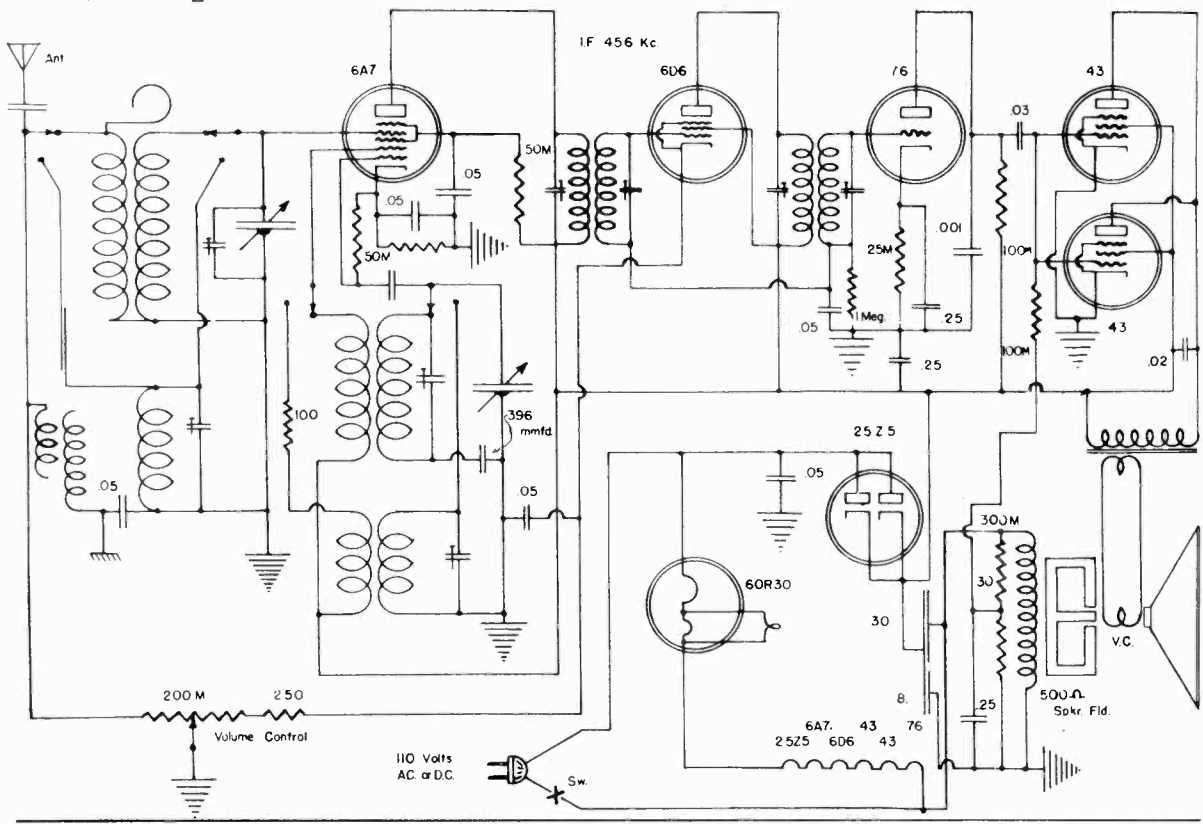 Ant.
I.F 456 Kc.
6A7
6D6
76
43
50M
.05
.05
50M
.03
.001
100M
25M
.05
1 Meg.
.25
.25
43
100M
.02
100
396
mmfd.
.05
.05
25Z5
.05
60R30
300M
30
30
8.
.25
500Ω
Spkr. Fld.
V.C.
200M
250
Volume Control
6A7. 43 76
25Z5 6D6 43
110 Volts
A.C. or D.C.
Sw.